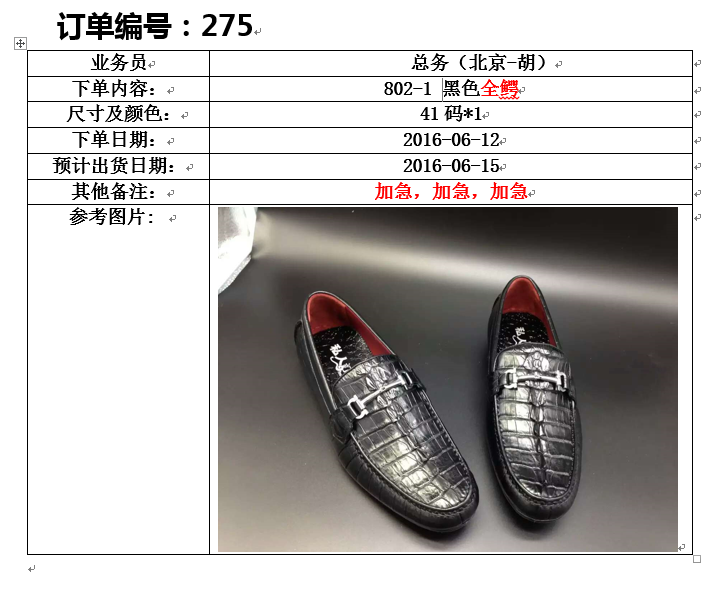 订单编号：275
业务员 总务（北京-胡）
下单内容： 802-1 黑色全鳄
尺寸及颜色： 41 码*1
下单日期： 2016-06-12
预计出货日期： 2016-06-15
其他备注： 加急，加急，加急
参考图片：
私人